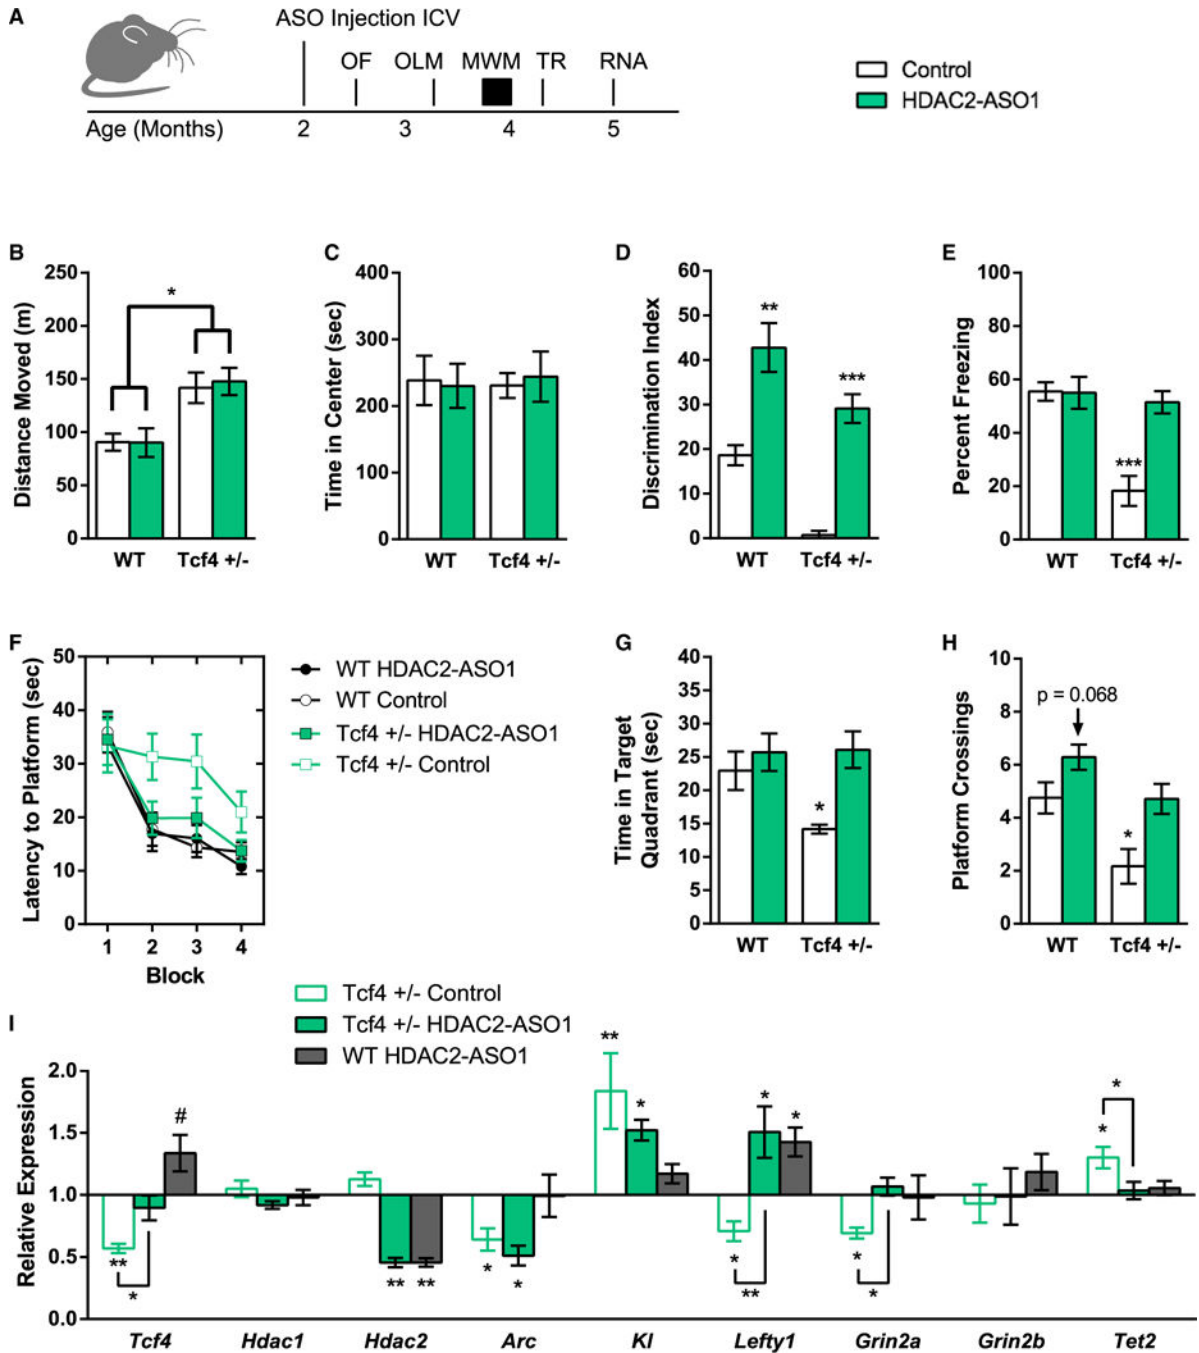 A
ASO Injection ICV
OF OLM MWM TR RNA
Age (Months) 2 3 4 5
Control
HDAC2-ASO1
B
Distance Moved (m)
250
200
150
100
50
0
*
WT Tcf4 +/-
C
Time in Center (sec)
400
300
200
100
0
WT Tcf4 +/-
D
Discrimination Index
60
50
40
30
20
10
0
**
***
WT Tcf4 +/-
E
Percent Freezing
100
80
60
40
20
0
***
WT Tcf4 +/-
F
Latency to Platform (sec)
50
40
30
20
10
0
1 2 3 4
Block
WT HDAC2-ASO1
WT Control
Tcf4 +/- HDAC2-ASO1
Tcf4 +/- Control
G
Time in Target
Quadrant (sec)
40
35
30
25
20
15
10
5
0
*
WT Tcf4 +/-
H
Platform Crossings
10
8
6
4
2
0
p = 0.068
*
WT Tcf4 +/-
I
Tcf4 +/- Control
Tcf4 +/- HDAC2-ASO1
WT HDAC2-ASO1
Relative Expression
2.0
1.5
1.0
0.5
0.0
# ** * * * * *
** * ** ** * * * ** * *
Tcf4 Hdac1 Hdac2 Arc Kl Lefty1 Grin2a Grin2b Tet2